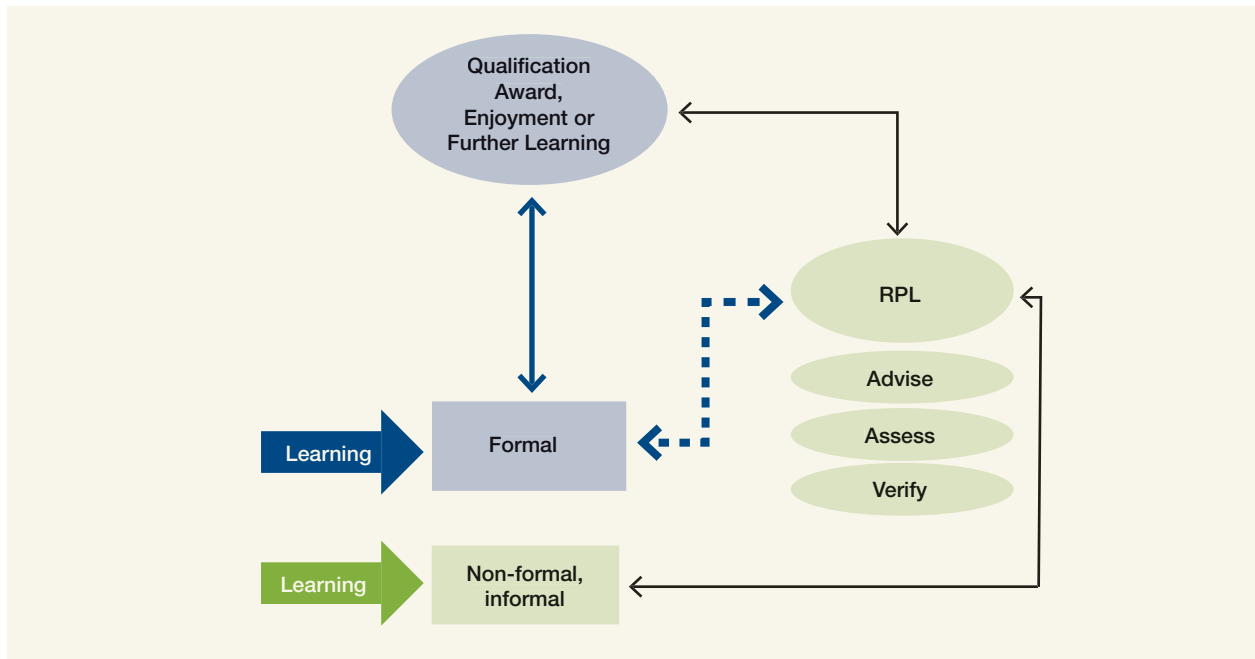 Qualification
Award,
Enjoyment or
Further Learning
RPL
Advise
Assess
Verify
Learning
Formal
Learning
Non-formal,
informal